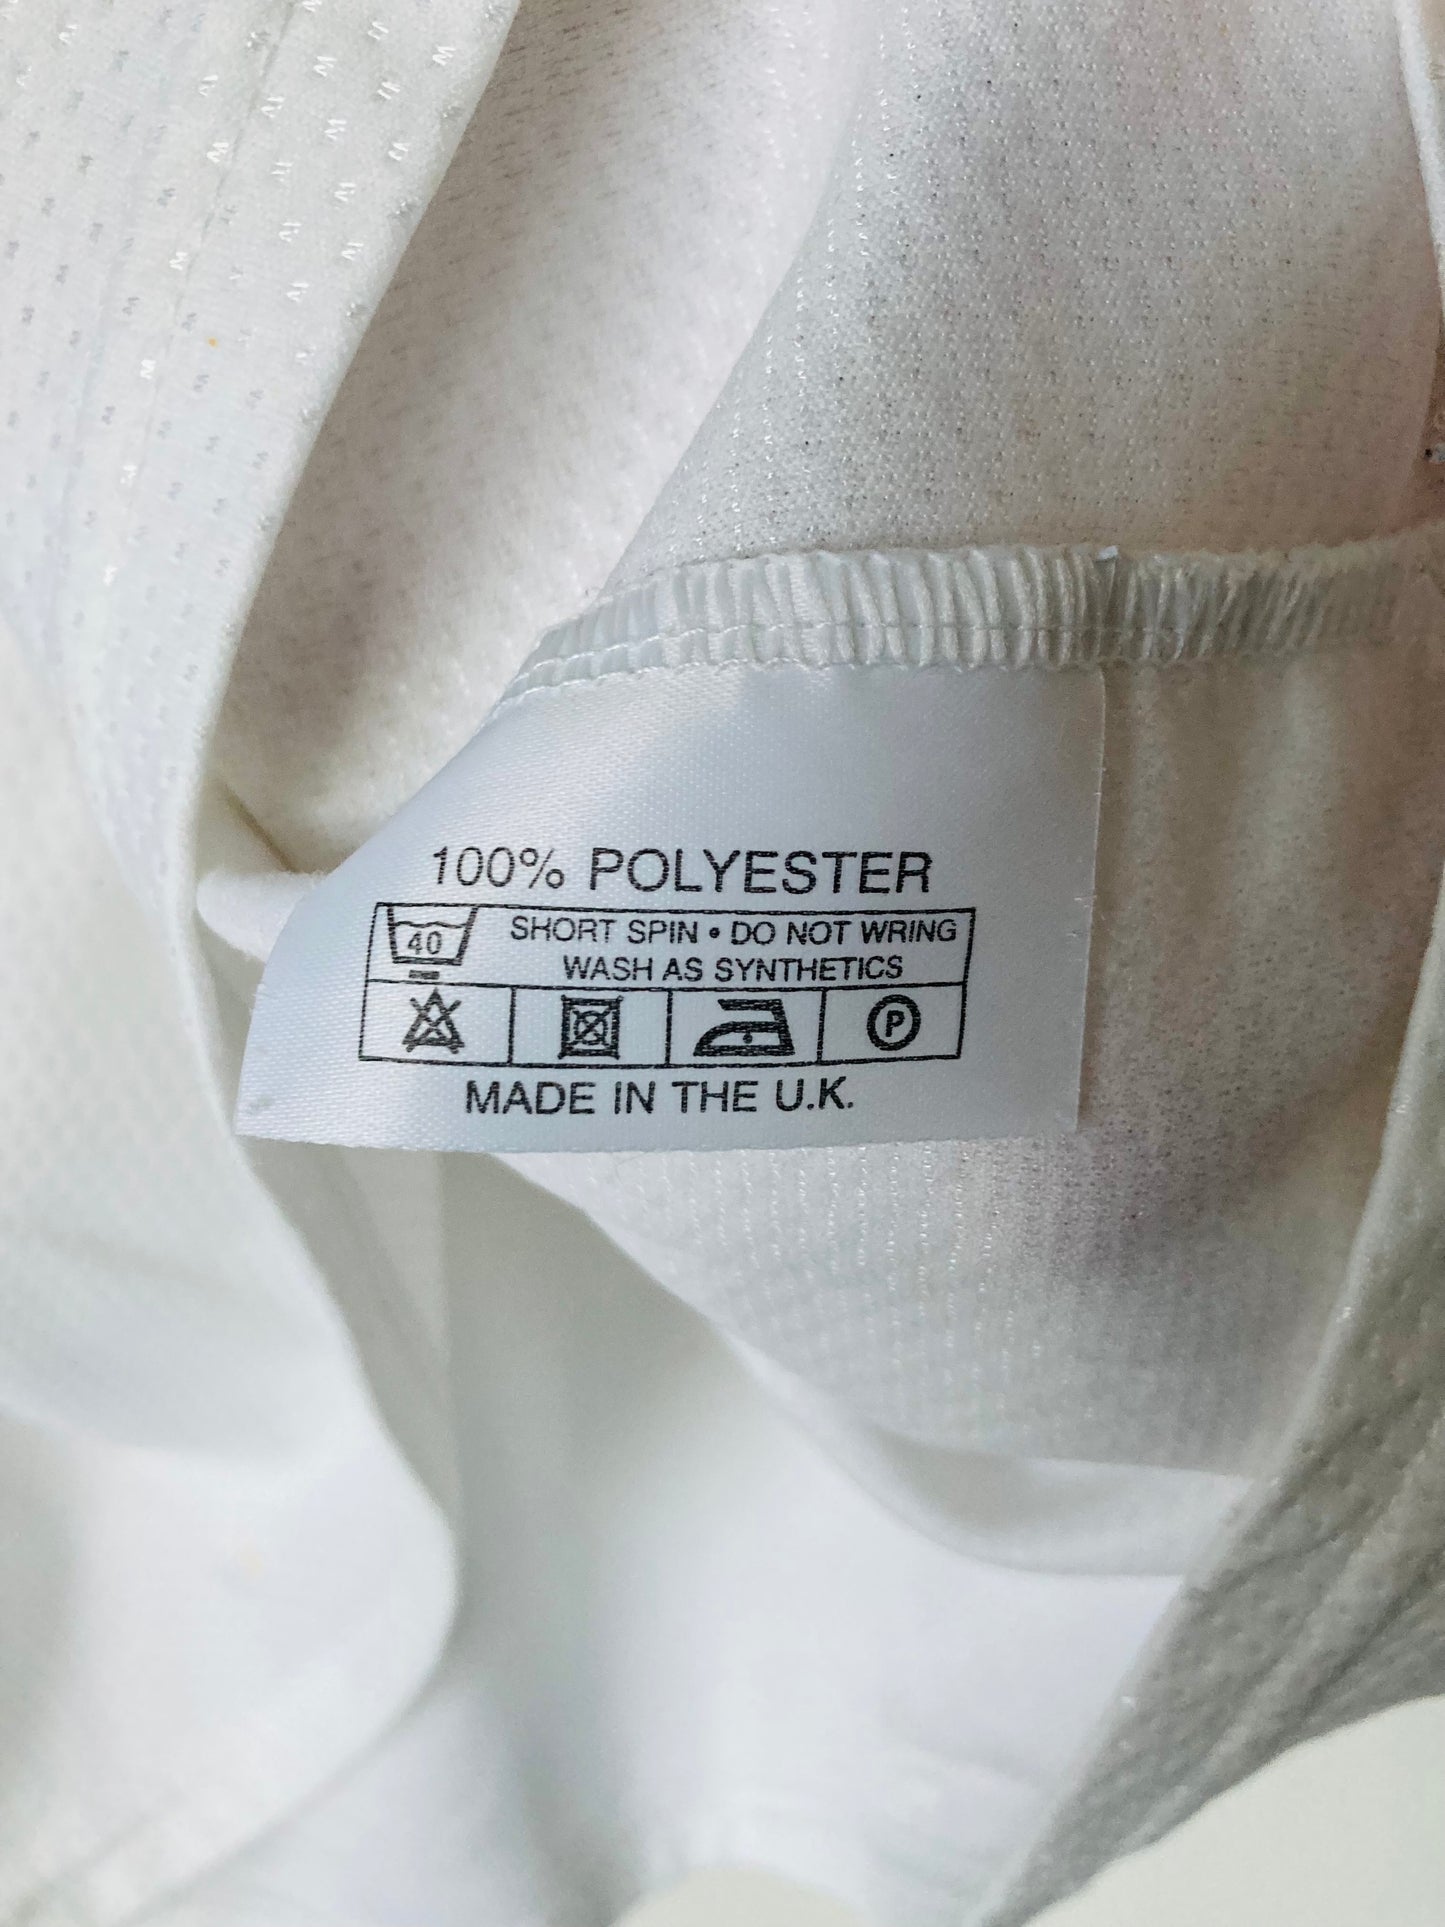 100% POLYESTER
40
SHORT SPIN • DO NOT WRING
WASH AS SYNTHETICS
P
MADE IN THE U.K.